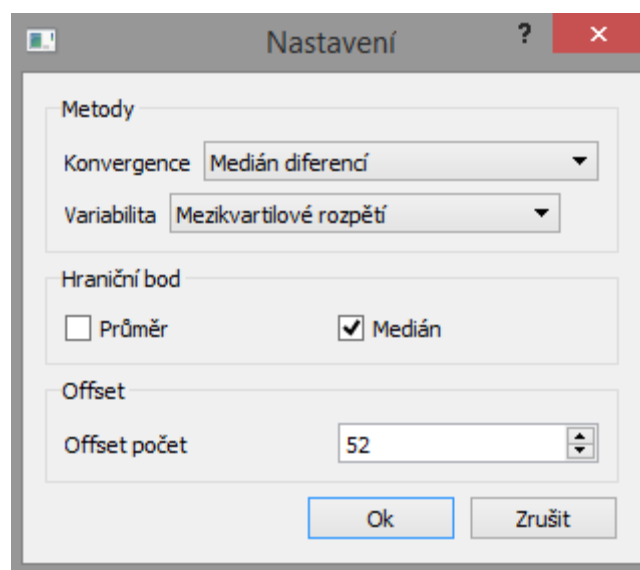 Nastavení ?
Metody
Konvergence Medián diferencí
Variabilita Mezikvartilové rozpětí
Hraniční bod
Průměr Medián
Offset
Offset počet 52
Ok Zrušit